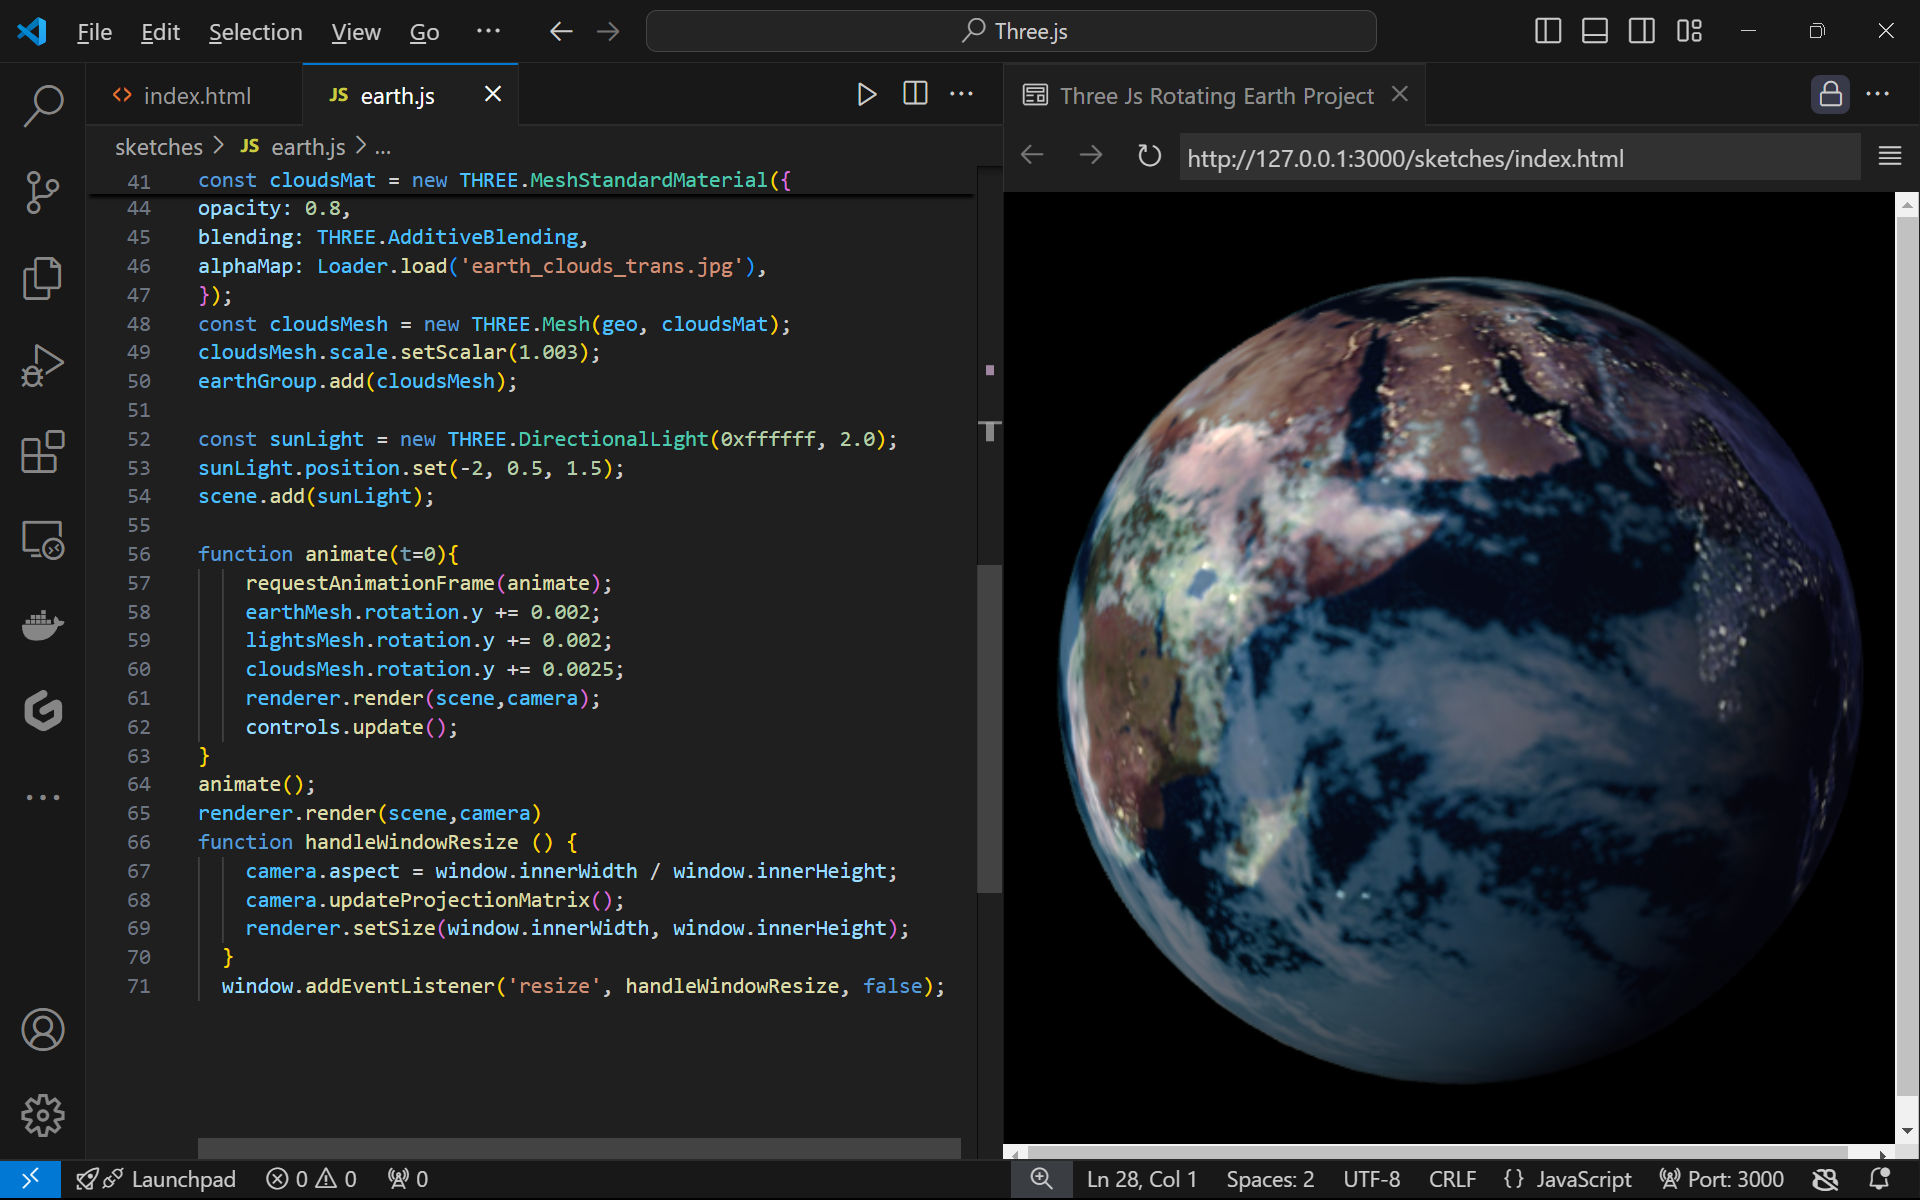 File Edit Selection View Go ··· Three.js
index.html
JS earth.js
sketches > JS earth.js > ...
41 const cloudsMat = new THREE.MeshStandardMaterial({
44 opacity: 0.8,
45 blending: THREE.AdditiveBlending,
46 alphaMap: Loader.load('earth_clouds_trans.jpg'),
47 });
48 const cloudsMesh = new THREE.Mesh(geo, cloudsMat);
49 cloudsMesh.scale.setScalar(1.003);
50 earthGroup.add(cloudsMesh);
51
52 const sunLight = new THREE.DirectionalLight(0xffffff, 2.0);
53 sunLight.position.set(-2, 0.5, 1.5);
54 scene.add(sunLight);
55
56 function animate(t=0){
57 requestAnimationFrame(animate);
58 earthMesh.rotation.y += 0.002;
59 lightsMesh.rotation.y += 0.002;
60 cloudsMesh.rotation.y += 0.0025;
61 renderer.render(scene,camera);
62 controls.update();
63 }
64 animate();
65 renderer.render(scene,camera)
66 function handleWindowResize () {
67 camera.aspect = window.innerWidth / window.innerHeight;
68 camera.updateProjectionMatrix();
69 renderer.setSize(window.innerWidth, window.innerHeight);
70 }
71 window.addEventListener('resize', handleWindowResize, false);
Three Js Rotating Earth Project
http://127.0.0.1:3000/sketches/index.html
Launchpad 0 0 0 Ln 28, Col 1 Spaces: 2 UTF-8 CRLF {} JavaScript Port: 3000